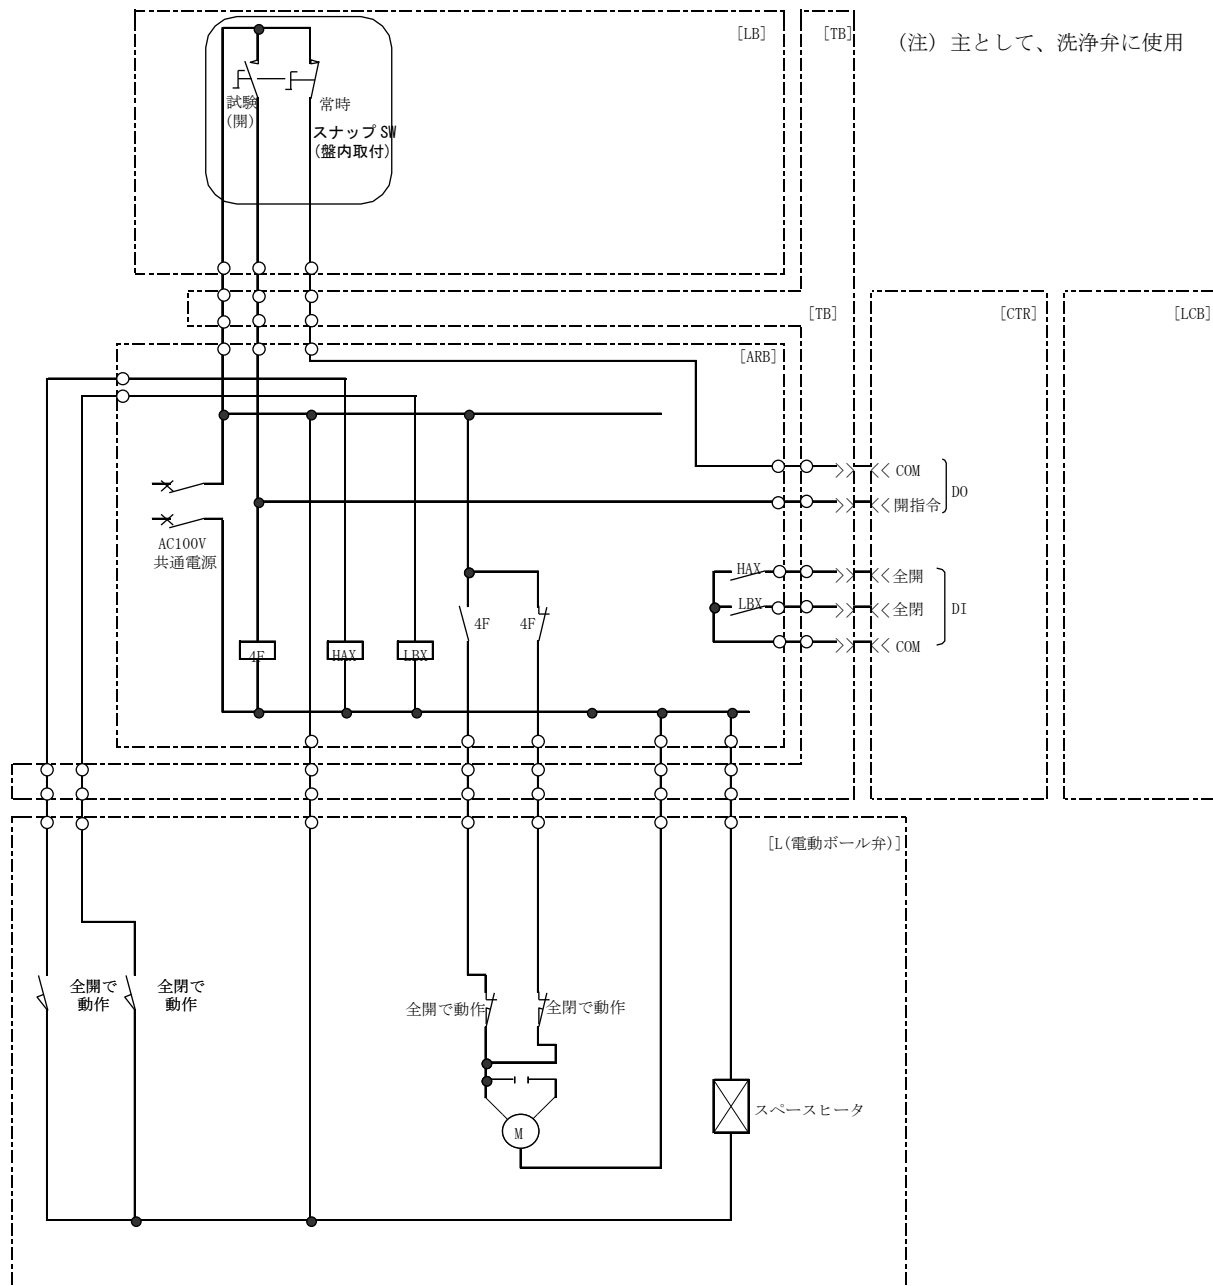 [LB]
[TB]
(注) 主として、洗浄弁に使用
試験
(開)
常時
スナップSW
(盤内取付)
[TB]
[CTR]
[LCB]
[ARB]
COM
DO
開指令
AC100V
共通電源
HAX
全開
LBX
全閉
DI
COM
4F
4F
4F
HAX
LBX
[L(電動ボール弁)]
全開で
動作
全閉で
動作
全開で動作
全閉で動作
M
スペースヒータ